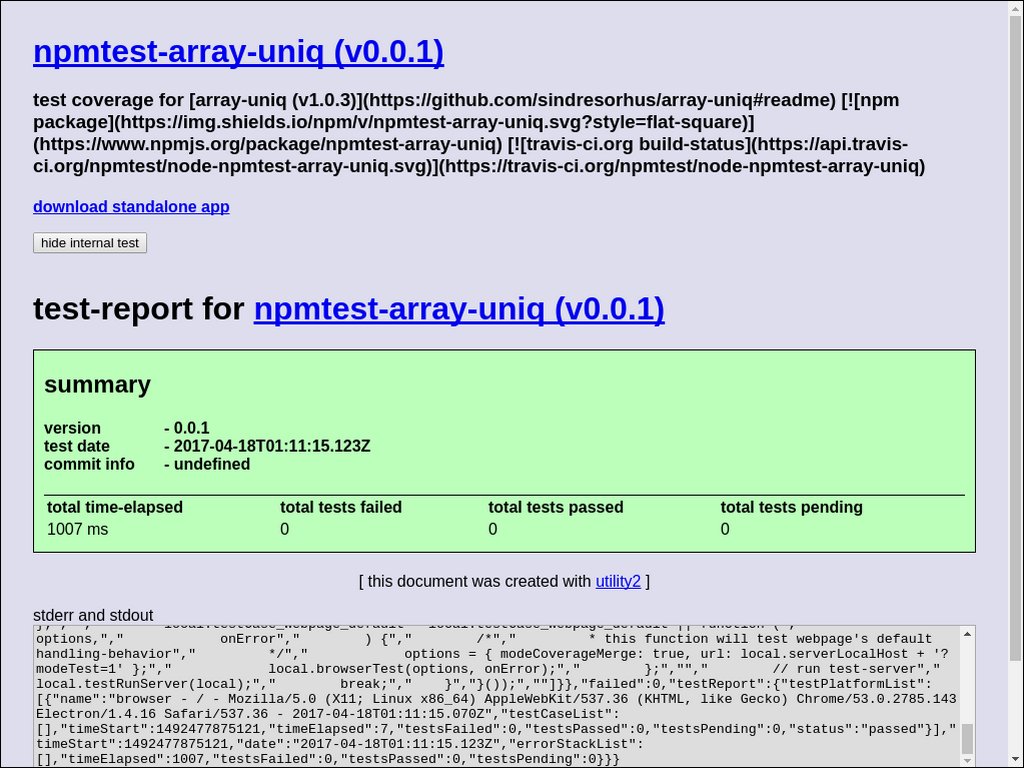 npmtest-array-uniq (v0.0.1)
test coverage for [array-uniq (v1.0.3)](https://github.com/sindresorhus/array-uniq#readme) [![npm
package](https://img.shields.io/npm/v/npmtest-array-uniq.svg?style=flat-square)]
(https://www.npmjs.org/package/npmtest-array-uniq) [![travis-ci.org build-status](https://api.travis-
ci.org/npmtest/node-npmtest-array-uniq.svg)](https://travis-ci.org/npmtest/node-npmtest-array-uniq)
download standalone app
hide internal test
test-report for npmtest-array-uniq (v0.0.1)
summary
version - 0.0.1
test date - 2017-04-18T01:11:15.123Z
commit info - undefined
total time-elapsed total tests failed total tests passed total tests pending
1007 ms 0 0 0
[ this document was created with utility2 ]
stderr and stdout
options,","            onError","        ) {","        /*","         * this function will test webpage's default
handling-behavior","         */","            options = { modeCoverageMerge: true, url: local.serverLocalHost + '?
modeTest=1' };","            local.browserTest(options, onError);","        };","","        // run test-server","
local.testRunServer(local);","        break;","    }","}());",""]}},"failed":0,"testReport":{"testPlatformList":
[{"name":"browser - / - Mozilla/5.0 (X11; Linux x86_64) AppleWebKit/537.36 (KHTML, like Gecko) Chrome/53.0.2785.143
Electron/1.4.16 Safari/537.36 - 2017-04-18T01:11:15.070Z","testCaseList":
[],"timeStart":1492477875121,"timeElapsed":7,"testsFailed":0,"testsPassed":0,"testsPending":0,"status":"passed"}],"
timeStart":1492477875121,"date":"2017-04-18T01:11:15.123Z","errorStackList":
[],"timeElapsed":1007,"testsFailed":0,"testsPassed":0,"testsPending":0}}}